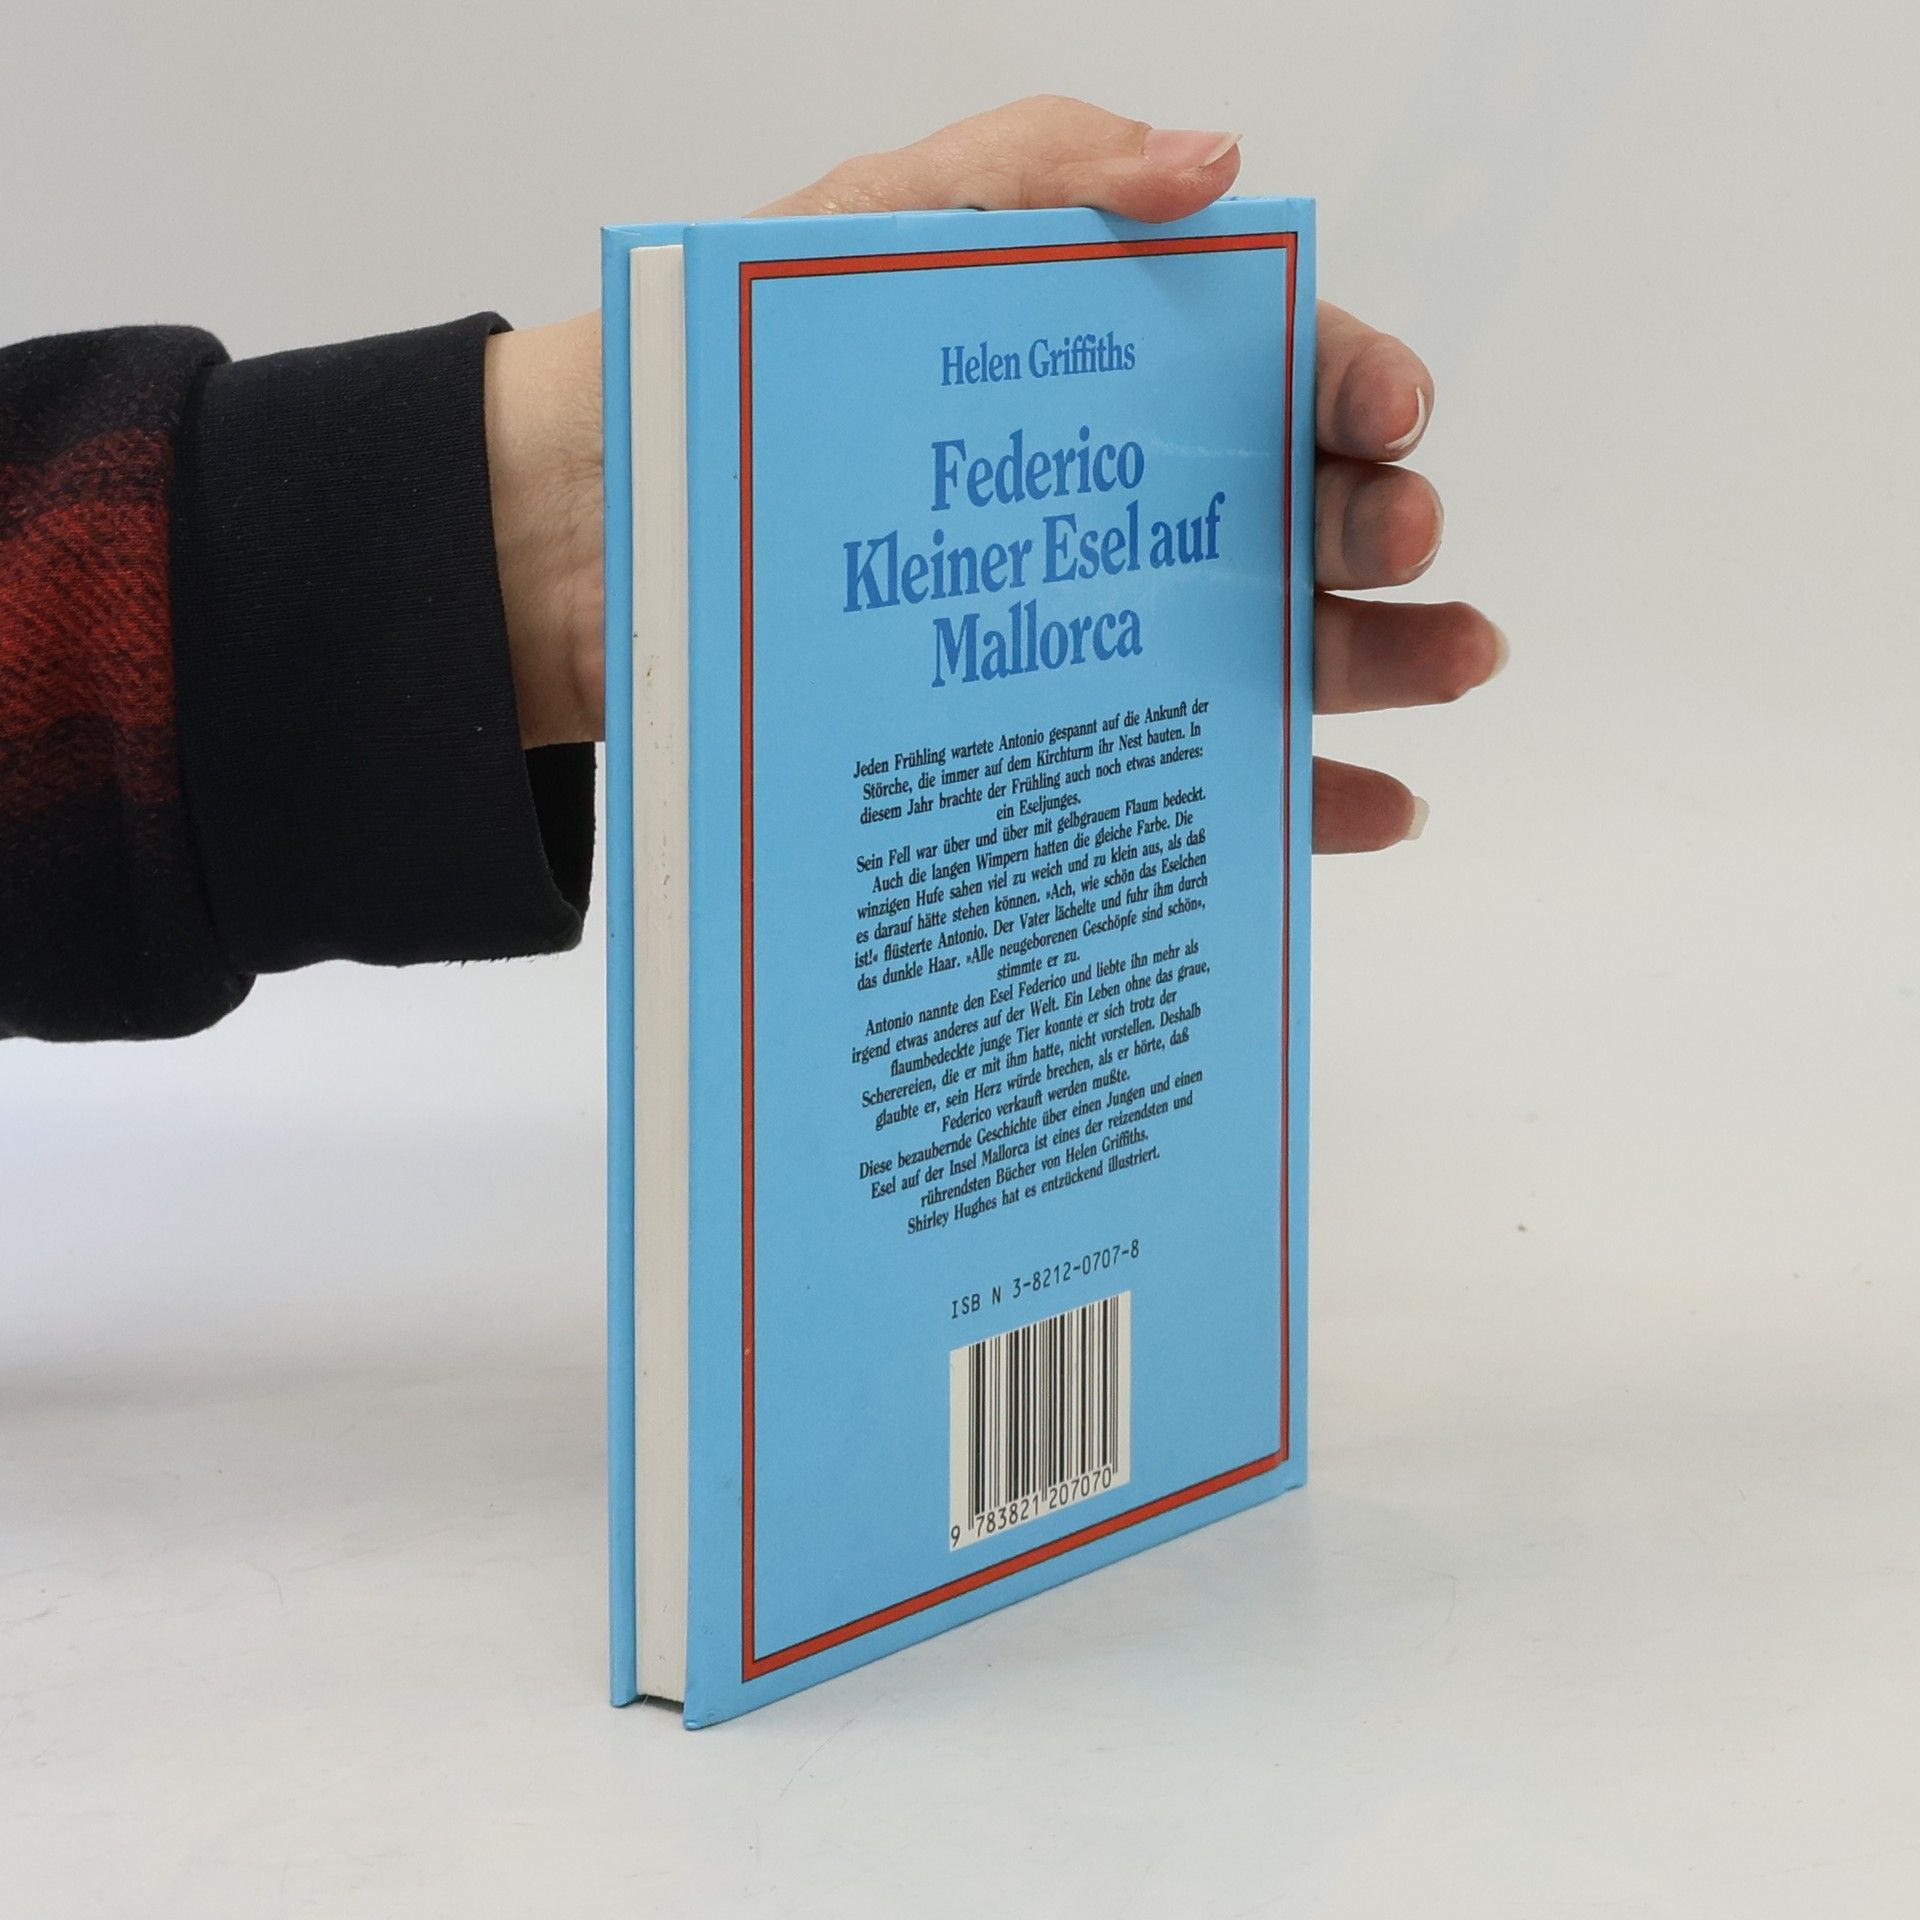 Helen Griffiths
Federico
Kleiner Esel auf
Mallorca
Jeden Frühling wartete Antonio gespannt auf die Ankunft der
Störche, die immer auf dem Kirchturm ihr Nest bauten. In
diesem Jahr brachte der Frühling auch noch etwas anderes:
ein Eseljunges.
Sein Fell war über und über mit gelbgrauem Flaum bedeckt.
Auch die langen Wimpern hatten die gleiche Farbe. Die
winzigen Hufe sahen viel zu weich und zu klein aus, als daß
es darauf hätte stehen können. »Ach, wie schön das Eselchen
ist!« flüsterte Antonio. Der Vater lächelte und fuhr ihm durch
das dunkle Haar. »Alle neugeborenen Geschöpfe sind schön«,
stimmte er zu.
Antonio nannte den Esel Federico und liebte ihn mehr als
irgend etwas anderes auf der Welt. Ein Leben ohne das graue,
flaumbedeckte junge Tier konnte er sich trotz der
Scherereien, die er mit ihm hatte, nicht vorstellen. Deshalb
glaubte er, sein Herz würde brechen, als er hörte, daß
Federico verkauft werden mußte.
Diese bezaubernde Geschichte über einen Jungen und einen
Esel auf der Insel Mallorca ist eines der reizendsten und
rührendsten Bücher von Helen Griffiths.
Shirley Hughes hat es entzückend illustriert.
ISB N 3-8212-0707-8
9 783821 207070